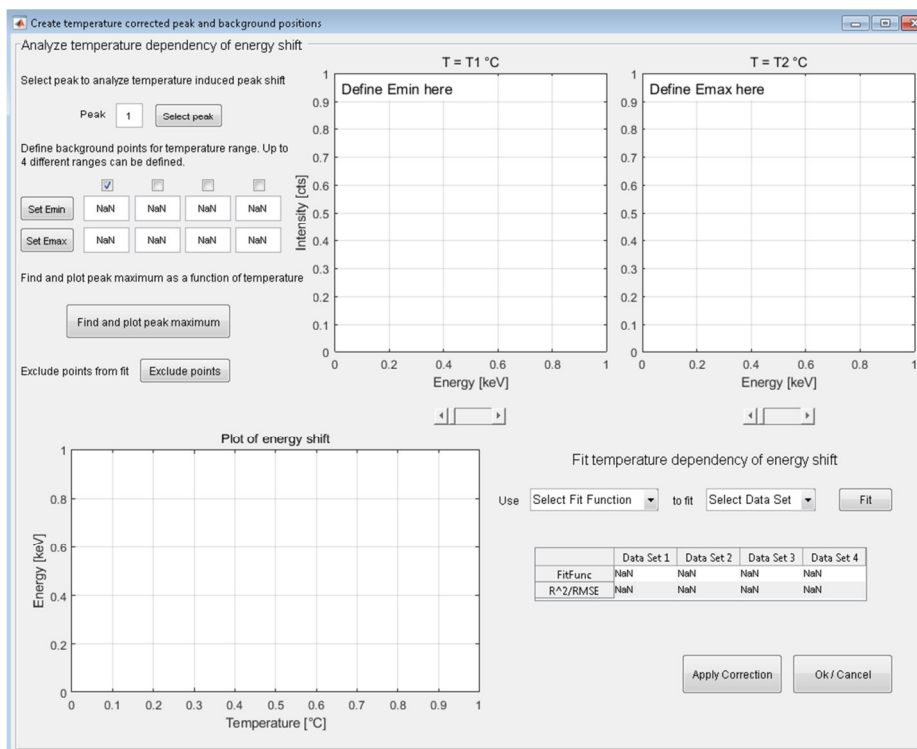 Create temperature corrected peak and background positions
Analyze temperature dependency of energy shift
Select peak to analyze temperature induced peak shift
Peak 1 Select peak
Define background points for temperature range. Up to
4 different ranges can be defined.
Set Emin NaN NaN NaN NaN
Set Emax NaN NaN NaN NaN
Find and plot peak maximum as a function of temperature
Find and plot peak maximum
Exclude points from fit Exclude points
T = T1 °C
Define Emin here
Intensity [cts]
1
0.9
0.8
0.7
0.6
0.5
0.4
0.3
0.2
0.1
0
0 0.2 0.4 0.6 0.8 1
Energy [keV]
T = T2 °C
Define Emax here
1
0.9
0.8
0.7
0.6
0.5
0.4
0.3
0.2
0.1
0
0 0.2 0.4 0.6 0.8 1
Energy [keV]
Plot of energy shift
Energy [keV]
1
0.8
0.6
0.4
0.2
0
0 0.1 0.2 0.3 0.4 0.5 0.6 0.7 0.8 0.9 1
Temperature [°C]
Fit temperature dependency of energy shift
Use Select Fit Function to fit Select Data Set Fit
Data Set 1 Data Set 2 Data Set 3 Data Set 4
FitFunc NaN NaN NaN NaN
R^2/RMSE NaN NaN NaN NaN
Apply Correction Ok / Cancel